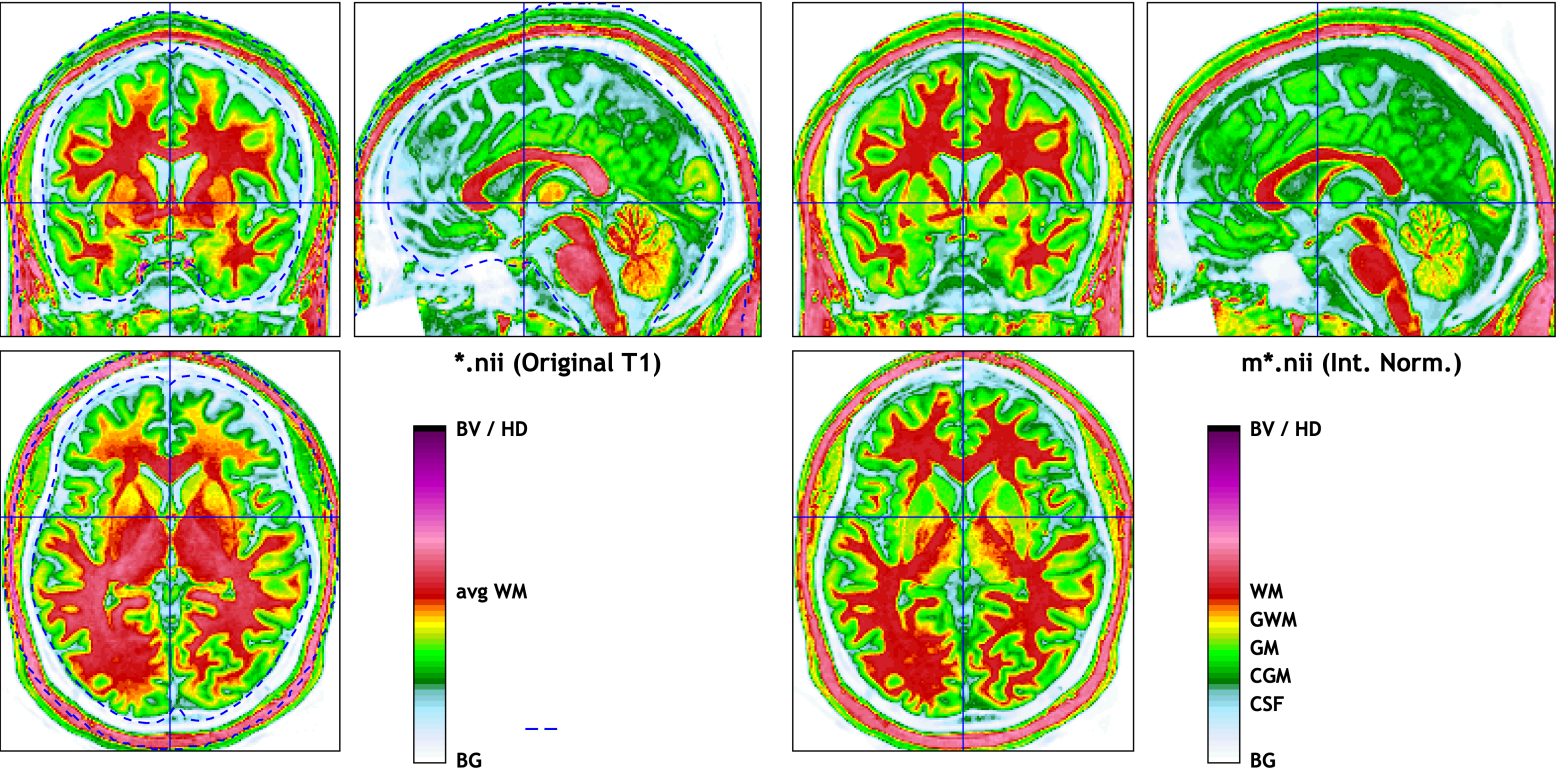 *.nii (Original T1)
BV / HD
avg WM
BG
m*.nii (Int. Norm.)
BV / HD
WM
GWM
GM
CGM
CSF
BG